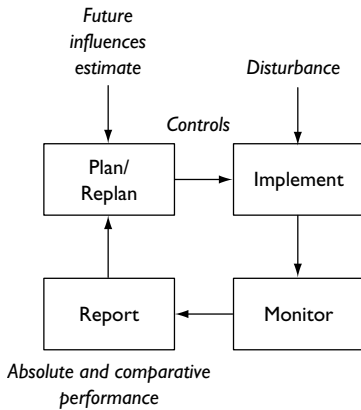 Future
influences
estimate
Disturbance
Controls
Plan/
Replan
Implement
Report
Monitor
Absolute and comparative
performance